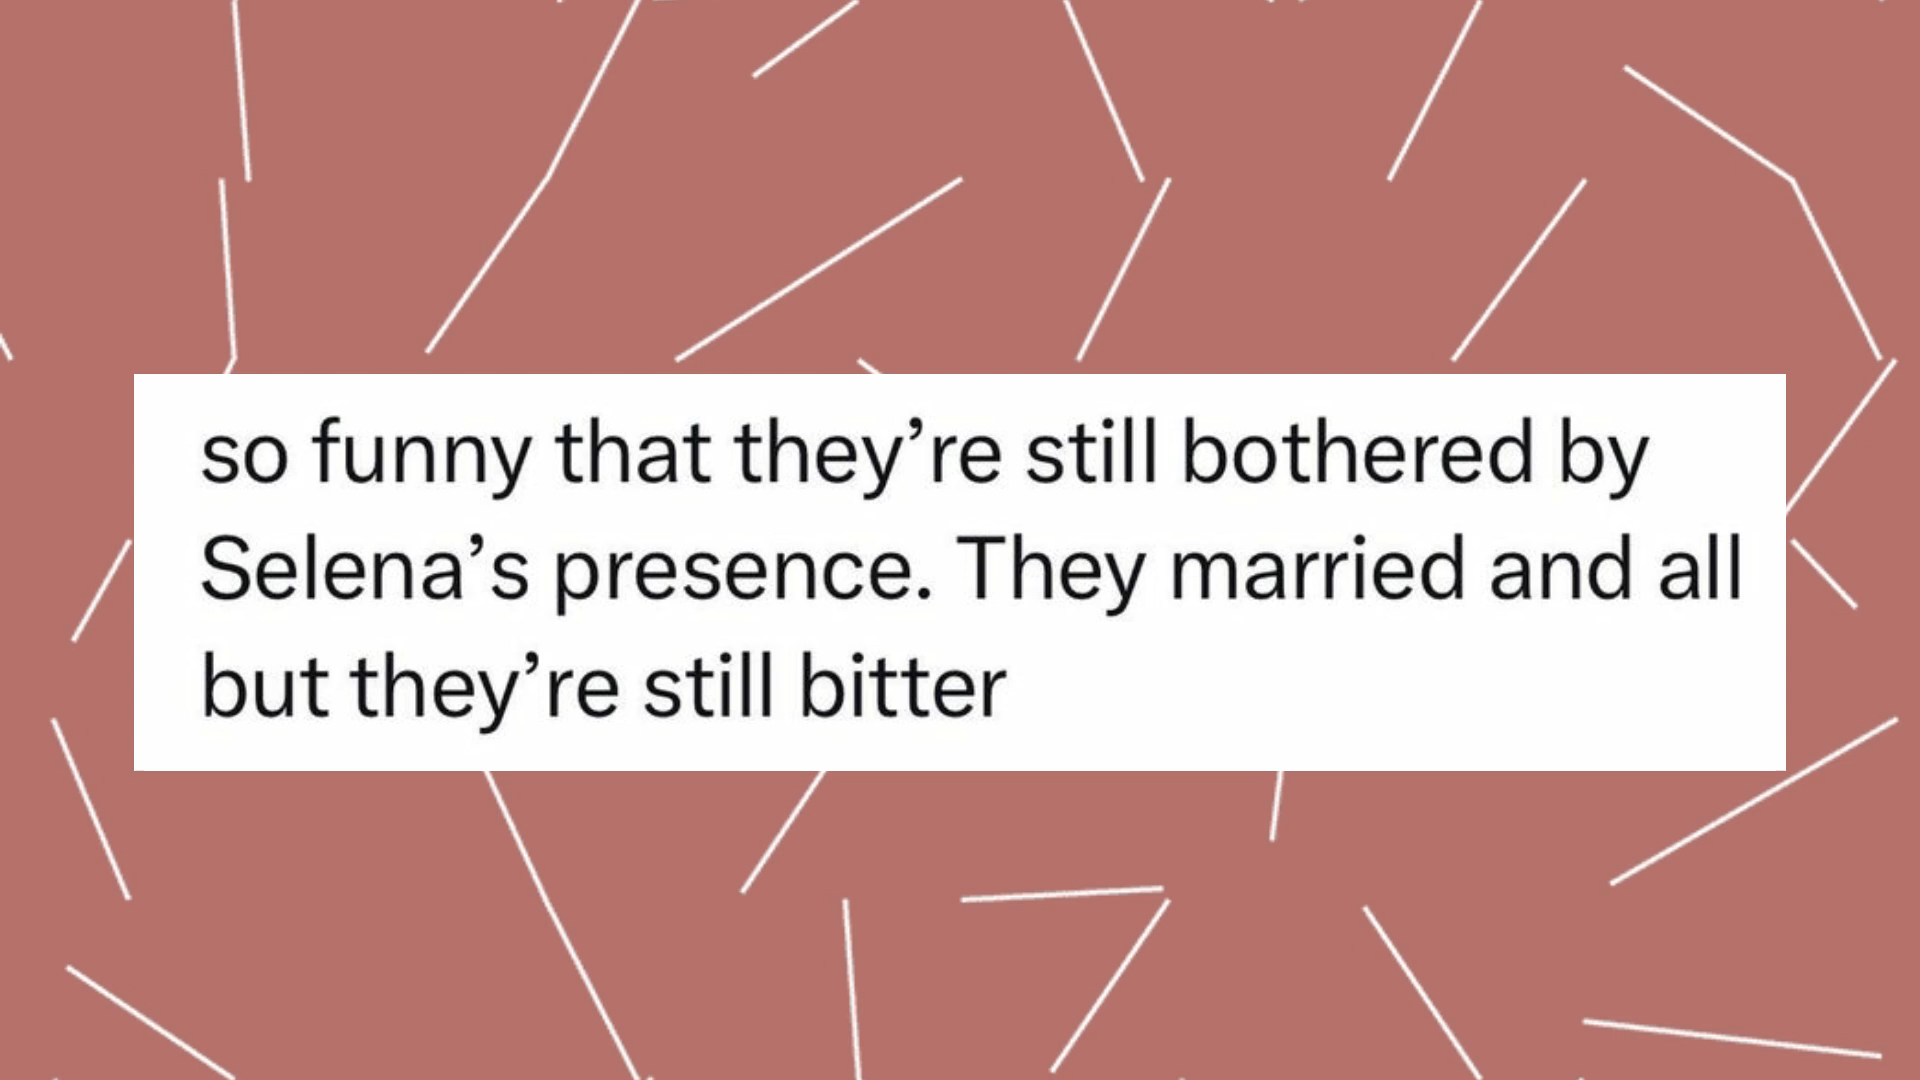 so funny that they’re still bothered by
Selena’s presence. They married and all
but they’re still bitter